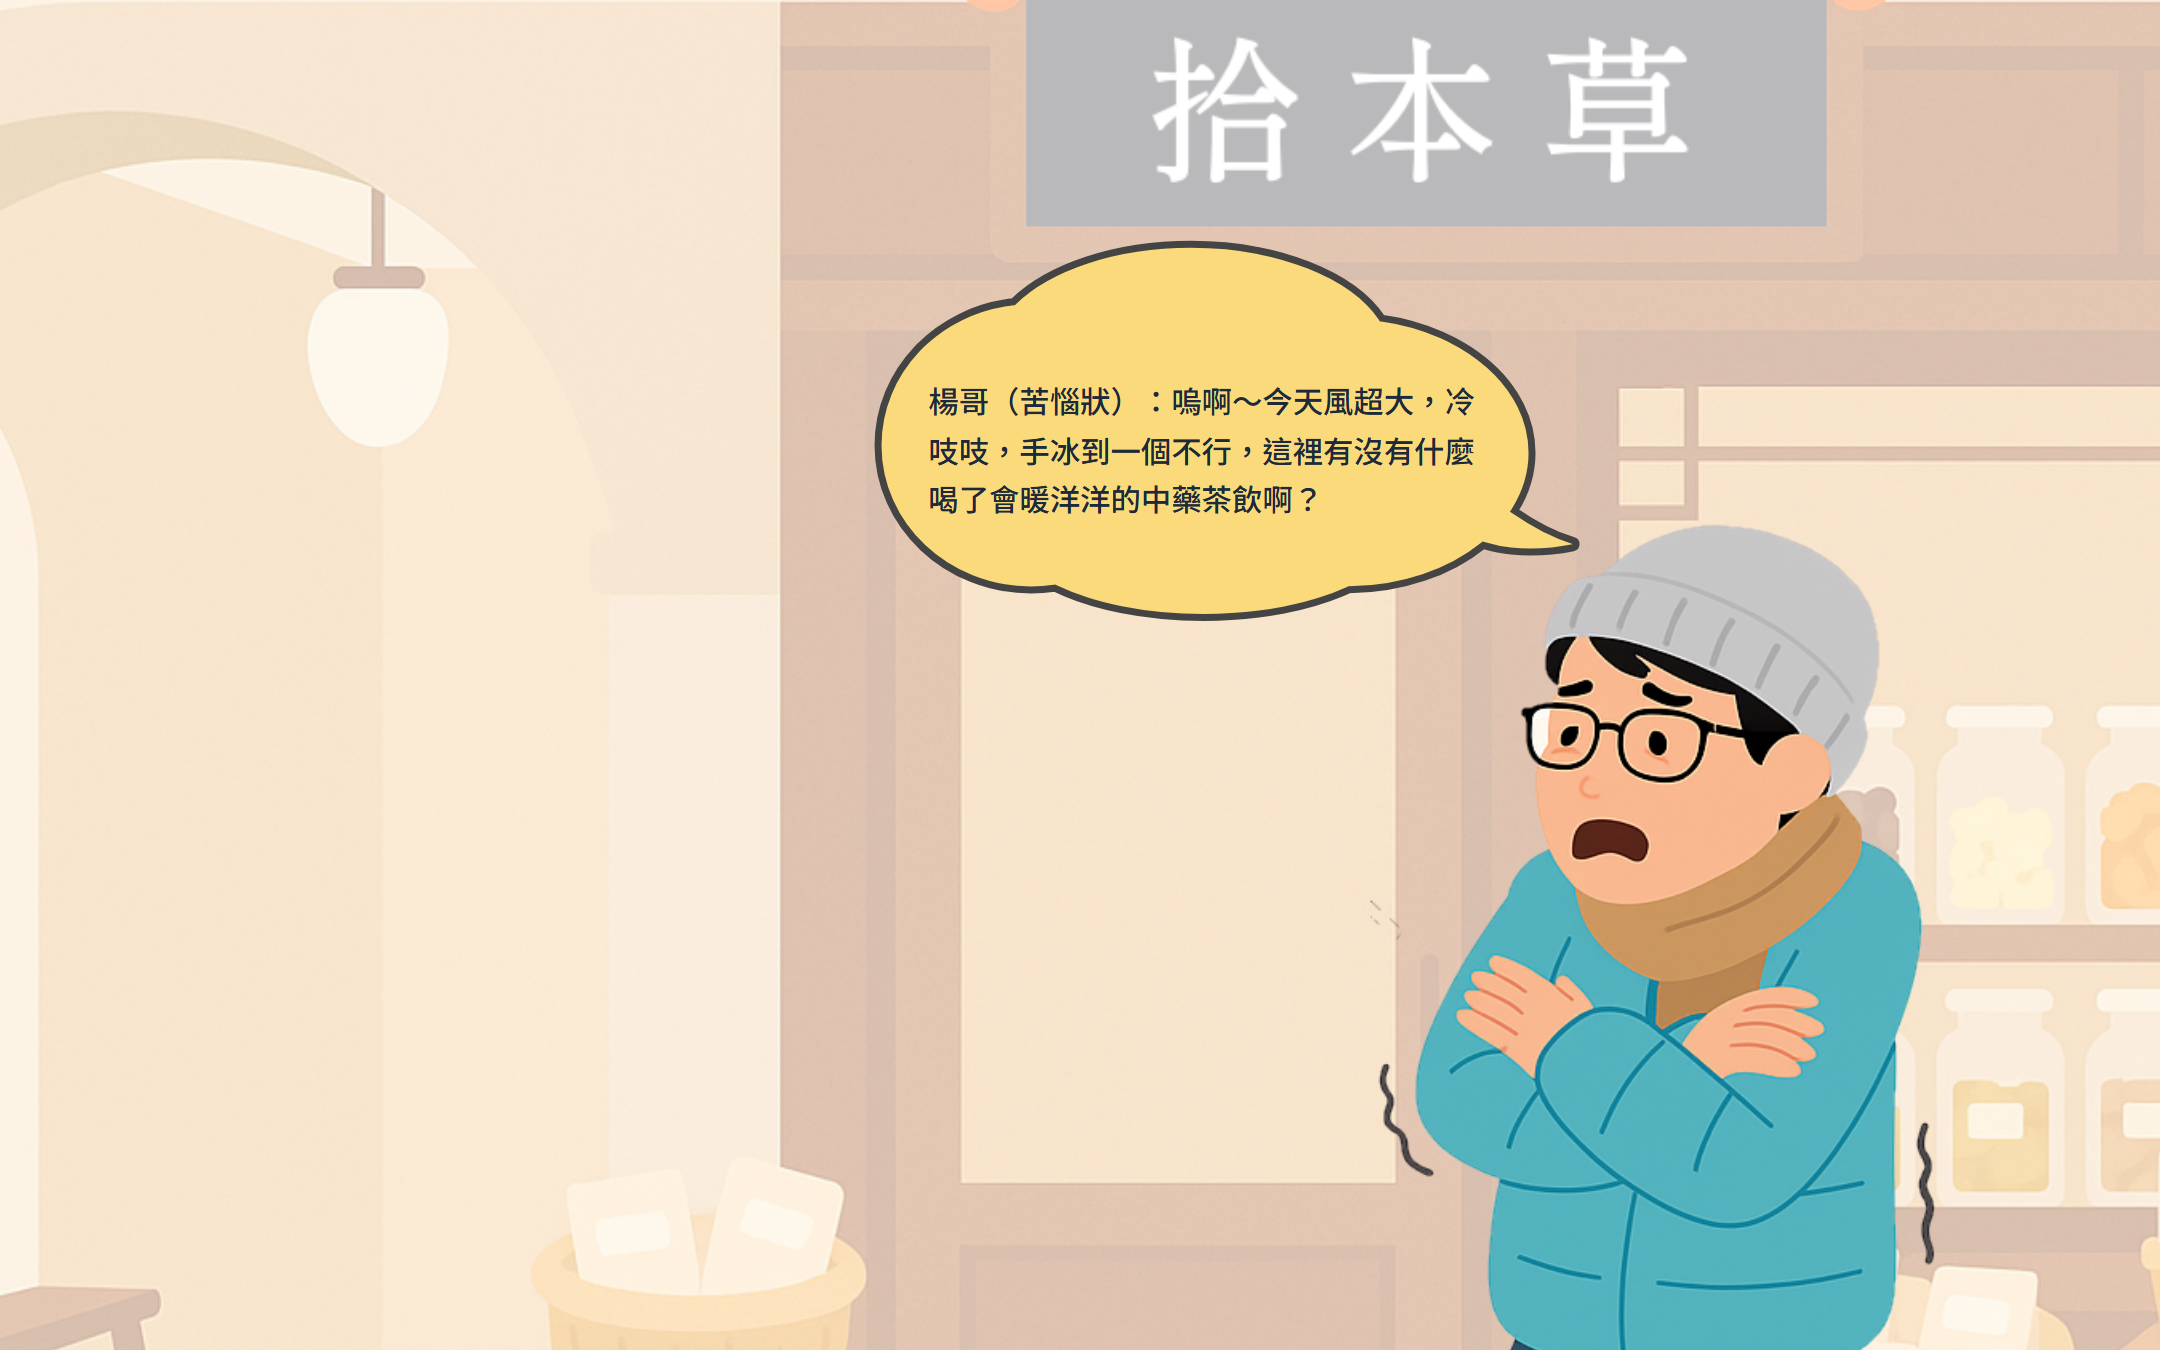 拾本草
楊哥（苦惱狀）：嗚啊～今天風超大，冷
吱吱，手冰到一個不行，這裡有沒有什麼
喝了會暖洋洋的中藥茶飲啊？